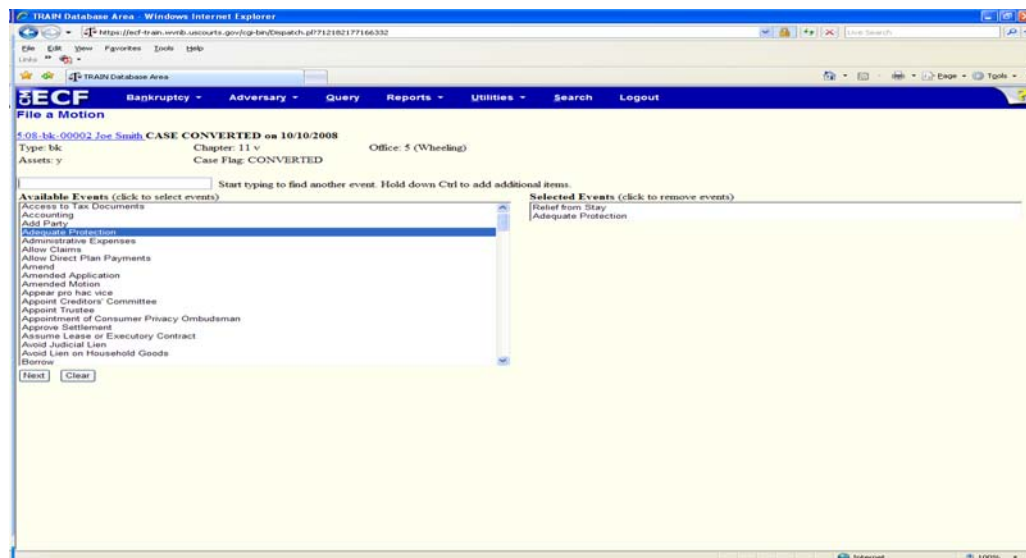 TRAIN Database Area - Windows Internet Explorer
https://ecf-train.wvnb.uscourts.gov/cgi-bin/Dispatch.pl?712182177166332
Live Search
File Edit View Favorites Tools Help
Links
TRAIN Database Area
Page Tools
ECF Bankruptcy Adversary Query Reports Utilities Search Logout
File a Motion
5:08-bk-00002 Joe Smith CASE CONVERTED on 10/10/2008
Type: bk Chapter: 11 v Office: 5 (Wheeling)
Assets: y Case Flag: CONVERTED
Start typing to find another event. Hold down Ctrl to add additional items.
Available Events (click to select events) Selected Events (click to remove events)
Access to Tax Documents Relief from Stay
Accounting Adequate Protection
Add Party
Adequate Protection
Administrative Expenses
Allow Claims
Allow Direct Plan Payments
Amend
Amended Application
Amended Motion
Appear pro hac vice
Appoint Creditors' Committee
Appoint Trustee
Appointment of Consumer Privacy Ombudsman
Approve Settlement
Assume Lease or Executory Contract
Avoid Judicial Lien
Avoid Lien on Household Goods
Borrow
Next Clear
Internet 100%